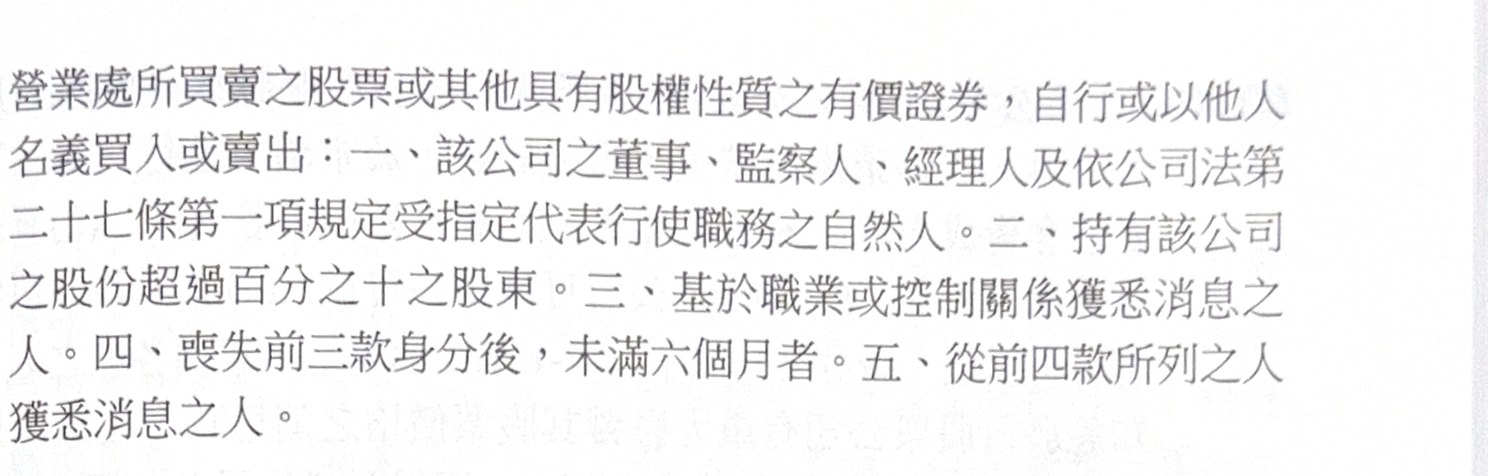 營業處所買賣之股票或其他具有股權性質之有價證券，自行或以他人
名義買入或賣出：一、該公司之董事、監察人、經理人及依公司法第
二十七條第一項規定受指定代表行使職務之自然人。二、持有該公司
之股份超過百分之十之股東。三、基於職業或控制關係獲悉消息之
人。四、喪失前三款身分後，未滿六個月者。五、從前四款所列之人
獲悉消息之人。